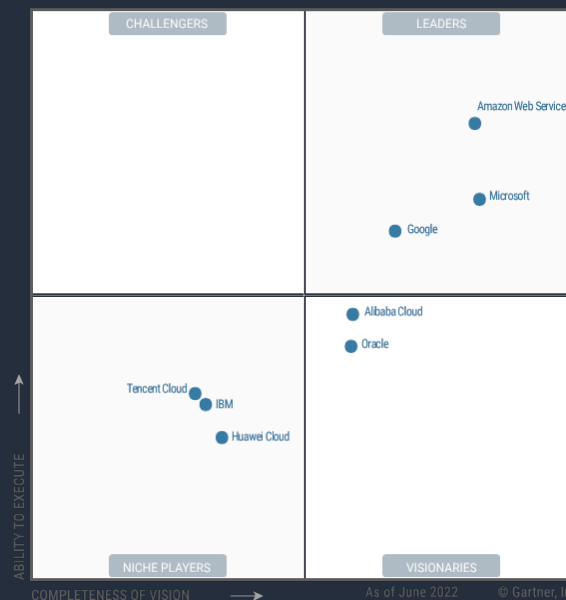 CHALLENGERS
LEADERS
Amazon Web Service
Microsoft
Google
Alibaba Cloud
Oracle
Tencent Cloud
IBM
Huawei Cloud
ABILITY TO EXECUTE
NICHE PLAYERS
VISIONARIES
COMPLETENESS OF VISION
As of June 2022
© Gartner, I